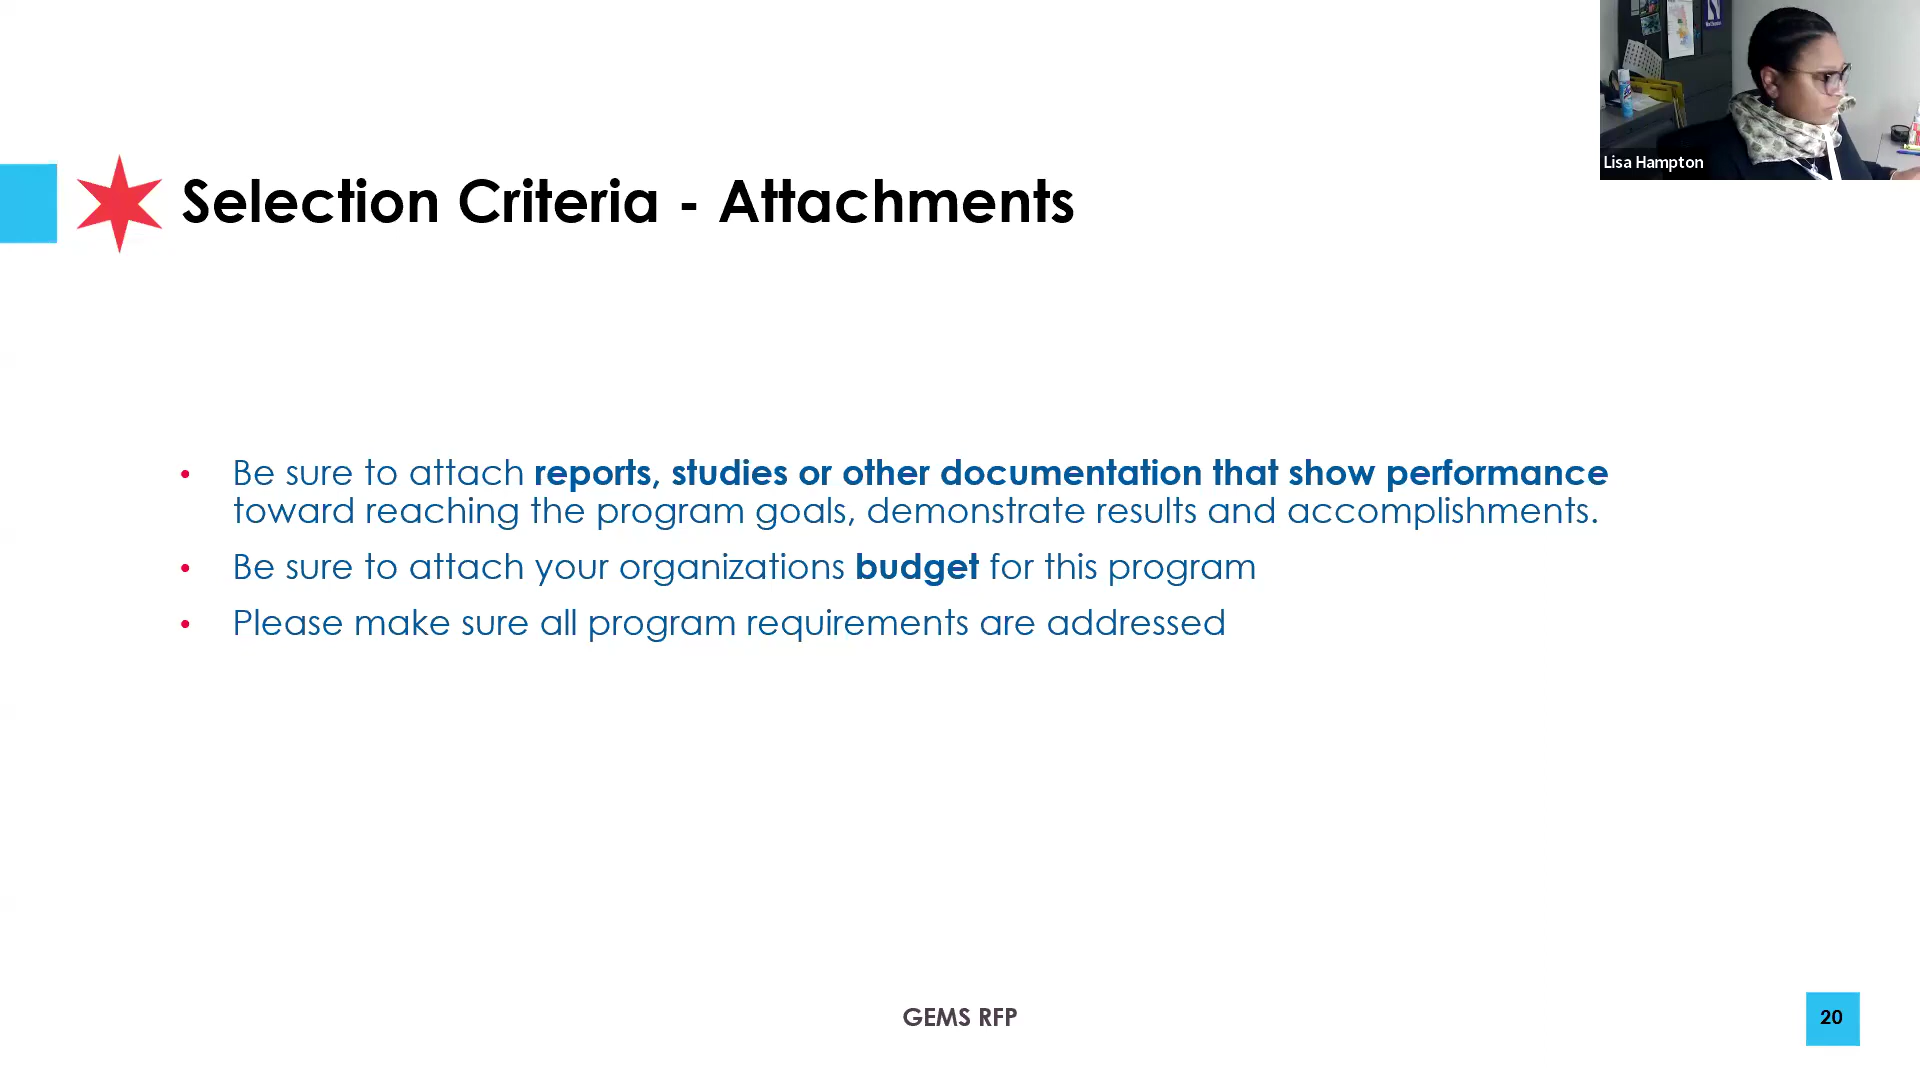 Lisa Hampton
Selection Criteria - Attachments
• Be sure to attach reports, studies or other documentation that show performance
toward reaching the program goals, demonstrate results and accomplishments.
• Be sure to attach your organizations budget for this program
• Please make sure all program requirements are addressed
GEMS RFP
20